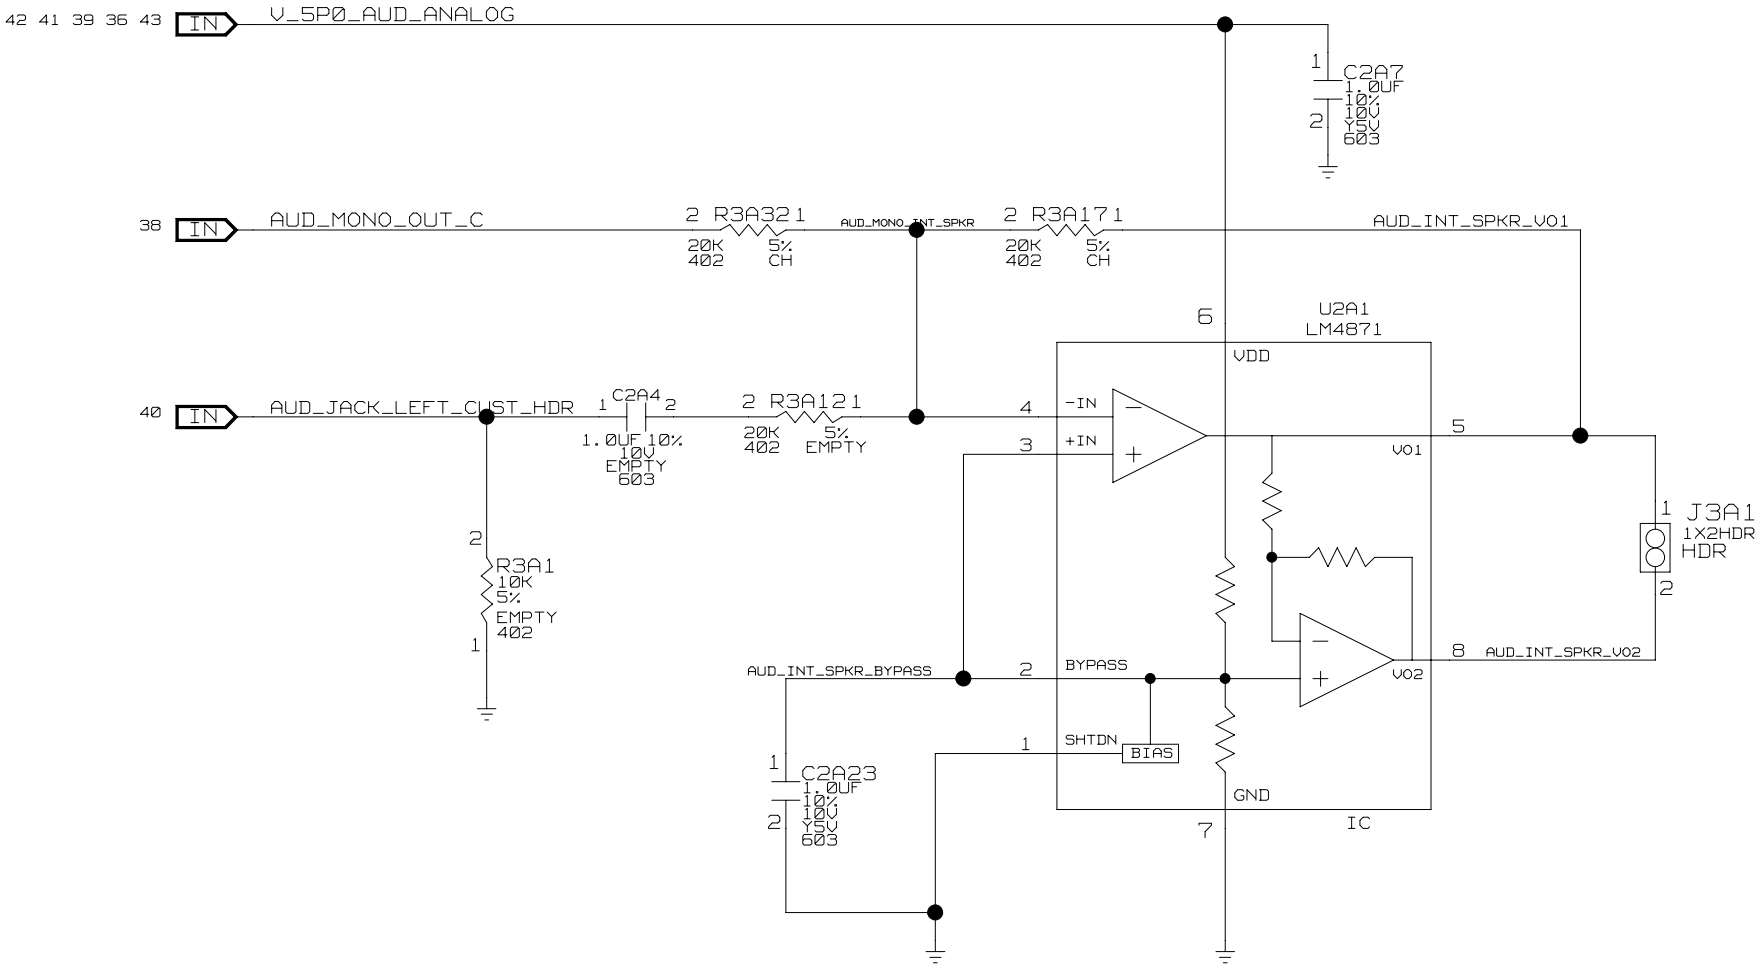 42 41 39 36 43 IN V_5P0_AUD_ANALOG
1 C2A7
1.0UF
10%
10V
2 Y5V
603
38 IN AUD_MONO_OUT_C
2 R3A32 1
20K 5%
402 CH
AUD_MONO_INT_SPKR
2 R3A17 1
20K 5%
402 CH
AUD_INT_SPKR_VO1
U2A1
LM4871
6
VDD
40 IN AUD_JACK_LEFT_CUST_HDR
C2A4
1 2
1.0UF 10%
10V
EMPTY
603
2 R3A12 1
20K 5%
402 EMPTY
4 -IN
3 +IN
5
VO1
1 J3A1
1X2HDR
HDR
2
2
R3A1
10K
5%
EMPTY
402
1
AUD_INT_SPKR_BYPASS
2 BYPASS
8 AUD_INT_SPKR_VO2
VO2
1 SHTDN
BIAS
1 C2A23
1.0UF
10%
10V
2 Y5V
603
GND
7
IC